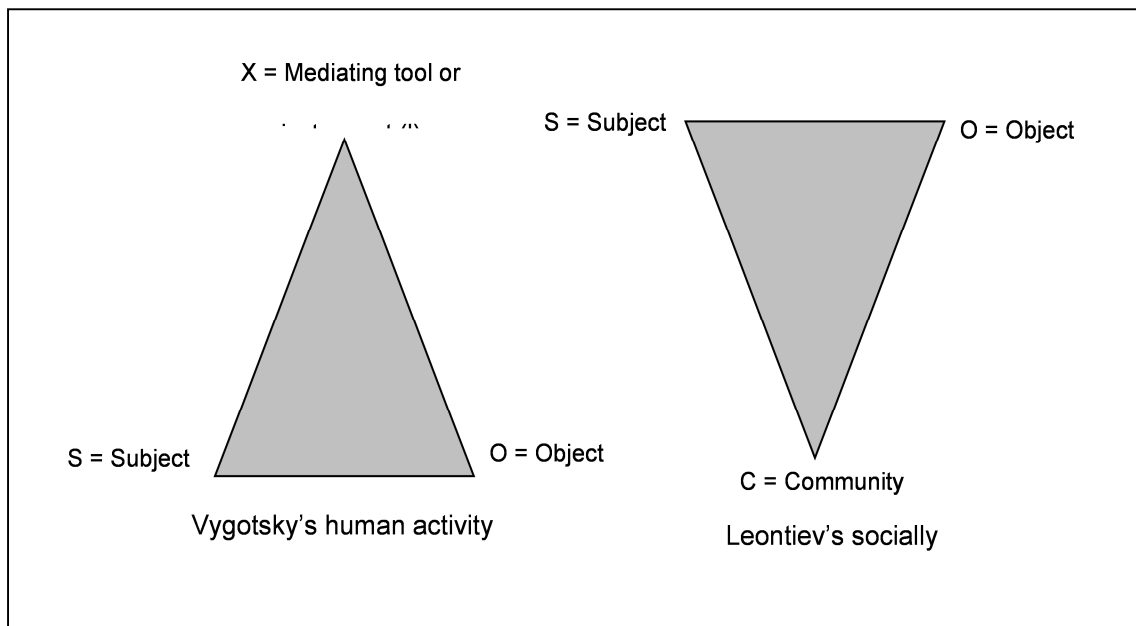 X = Mediating tool or
S = Subject
O = Object
Vygotsky's human activity
S = Subject
O = Object
C = Community
Leontiev's socially